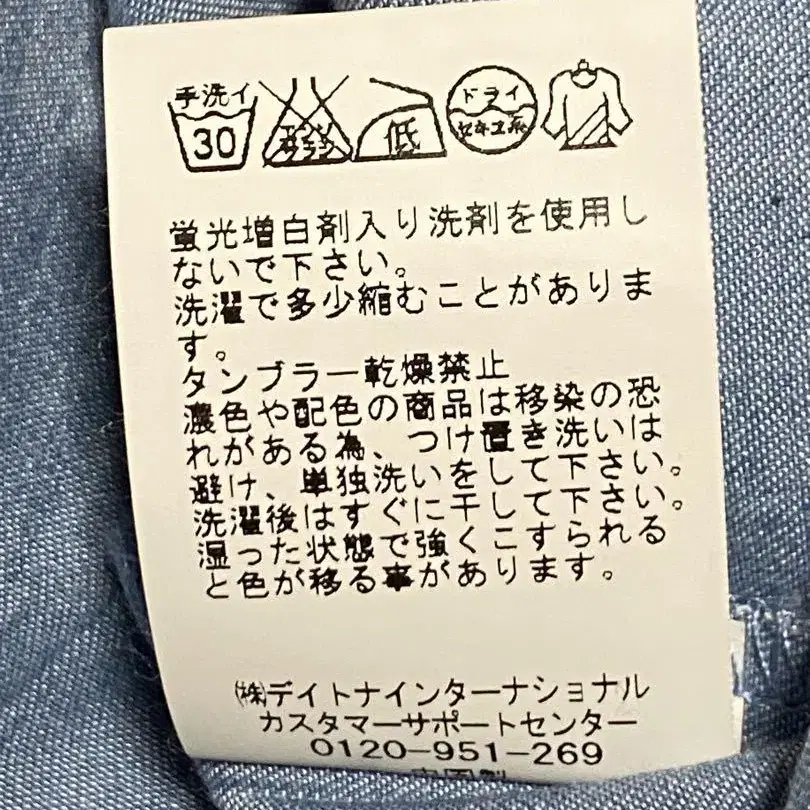 手洗イ
30
エンソ
サラシ
低
ドライ
セキユ系
蛍光増白剤入り洗剤を使用し
ないで下さい。
洗濯で多少縮むことがありま
す。
タンブラー乾燥禁止
濃色や配色の商品は移染の恐
れがある為、つけ置き洗いは
避け、単独洗いをして下さい。
洗濯後はすぐに干して下さい。
湿った状態で強くこすられる
と色が移る事があります。
㈱デイトナインターナショナル
カスタマーサポートセンター
0120-951-269
中国製